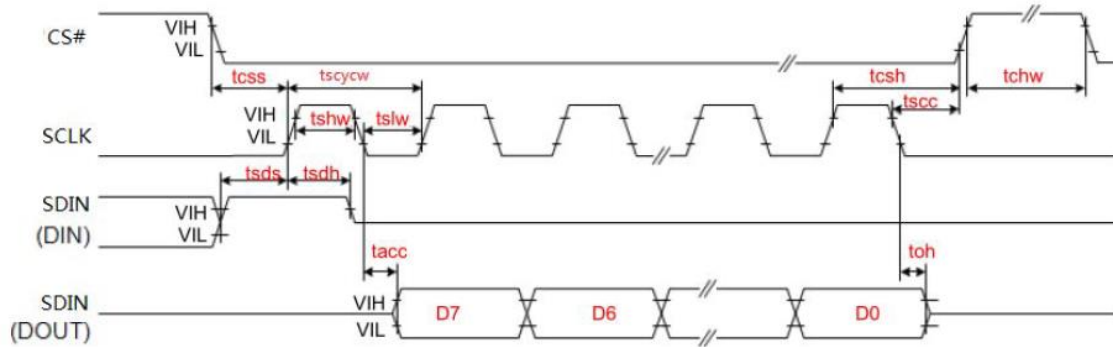 CS#
VIH
VIL
tcss
tscycw
tcsh
tchw
tscc
SCLK
VIH
VIL
tshw
tslw
tsds
tsdh
SDIN
(DIN)
VIH
VIL
tacc
toh
SDIN
(DOUT)
VIH
VIL
D7
D6
D0